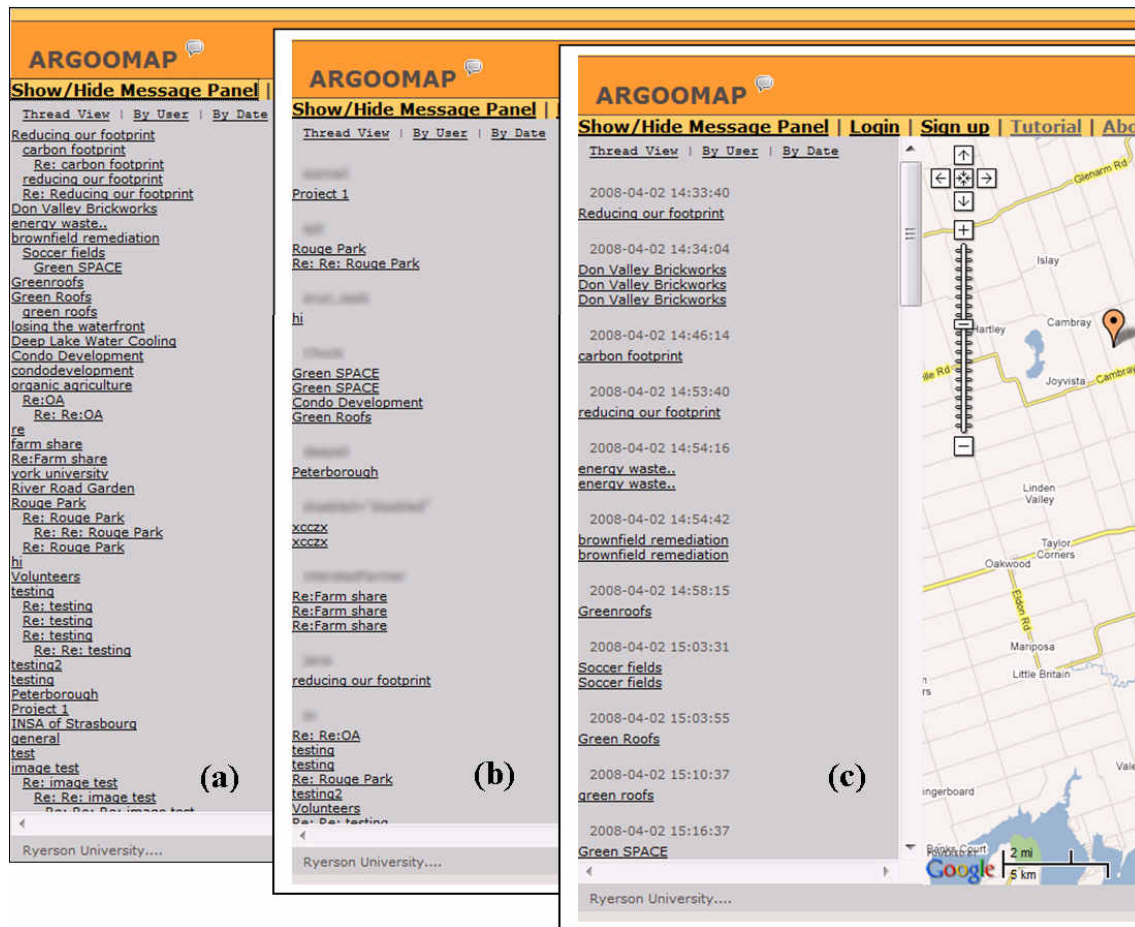 ARGOOMAP
Show/Hide Message Panel |
Thread View | By User | By Date
Reducing our footprint
carbon footprint
Re: carbon footprint
reducing our footprint
Re: Reducing our footprint
Don Valley Brickworks
energy waste..
brownfield remediation
Soccer fields
Green SPACE
Greenroofs
Green Roofs
green roofs
losing the waterfront
Deep Lake Water Cooling
Condo Development
condodevelopment
organic agriculture
Re:OA
Re: Re:OA
re
farm share
Re:Farm share
york university
River Road Garden
Rouge Park
Re: Rouge Park
Re: Re: Rouge Park
Re: Rouge Park
hi
Volunteers
testing
Re: testing
Re: testing
Re: testing
Re: Re: testing
testing2
testing
Peterborough
Project 1
INSA of Strasbourg
general
test
image test
Re: image test
Re: Re: image test
Re: Re: Re: image test
(a)
Ryerson University....
ARGOOMAP
Show/Hide Message Panel |
Thread View | By User | By Date
Project 1
Rouge Park
Re: Re: Rouge Park
hi
Green SPACE
Green SPACE
Condo Development
Green Roofs
Peterborough
xcczx
xcczx
Re:Farm share
Re:Farm share
Re:Farm share
reducing our footprint
Re: Re:OA
testing
testing
Re: Rouge Park
testing2
Volunteers
Re: Re: testing
(b)
Ryerson University....
ARGOOMAP
Show/Hide Message Panel | Login | Sign up | Tutorial | Abo
Thread View | By User | By Date
2008-04-02 14:33:40
Reducing our footprint
2008-04-02 14:34:04
Don Valley Brickworks
Don Valley Brickworks
Don Valley Brickworks
2008-04-02 14:46:14
carbon footprint
2008-04-02 14:53:40
reducing our footprint
2008-04-02 14:54:16
energy waste..
energy waste..
2008-04-02 14:54:42
brownfield remediation
brownfield remediation
2008-04-02 14:58:15
Greenroofs
2008-04-02 15:03:31
Soccer fields
Soccer fields
2008-04-02 15:03:55
Green Roofs
2008-04-02 15:10:37
green roofs
2008-04-02 15:16:37
Green SPACE
(c)
Ryerson University....
Glenarm Rd
Islay
Hartley
Cambray
Joyvista
Cambray
Linden
Valley
Taylor
Corners
Oakwood
Eldon Rd
Mariposa
Little Britain
Vale
ingerboard
Court
Google
2 mi
5 km